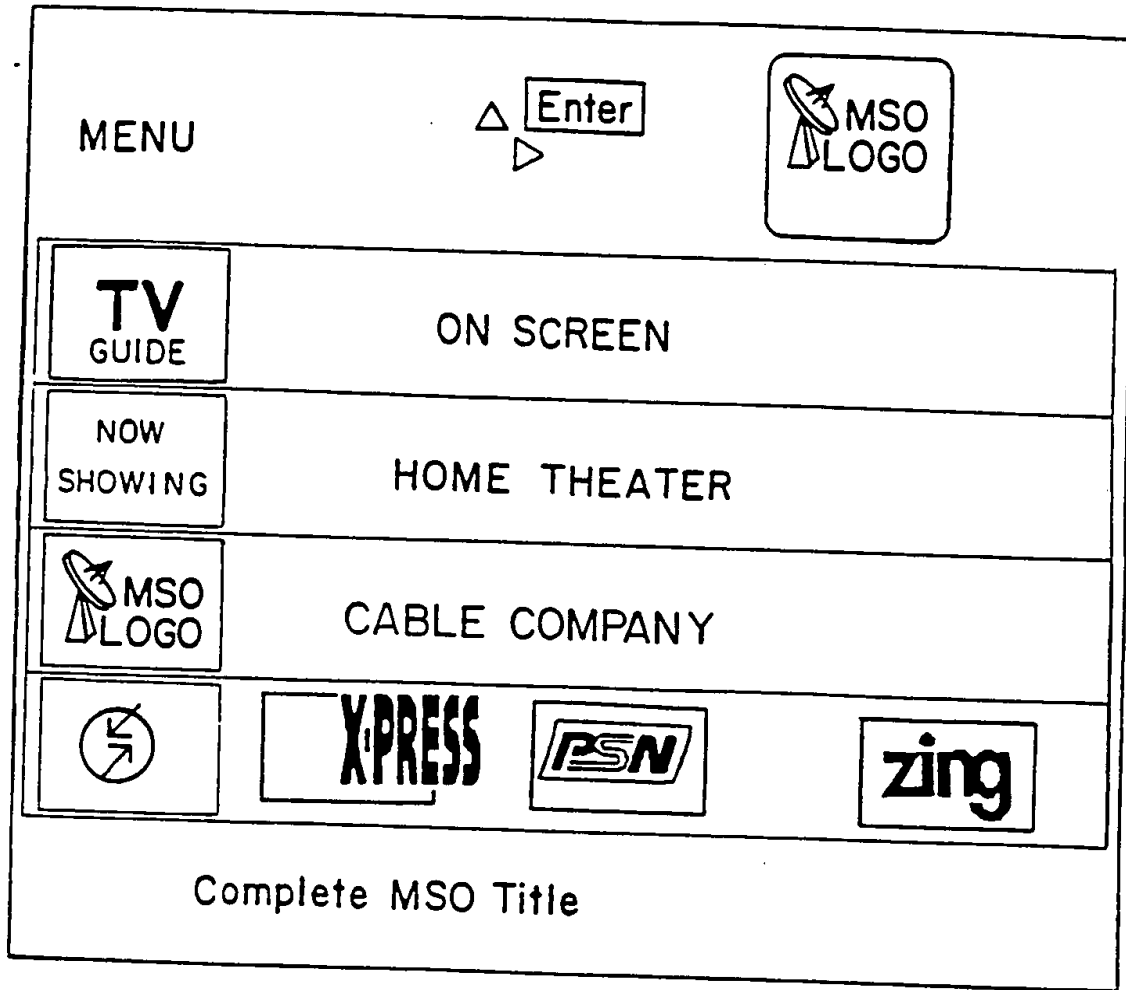 MENU
Enter
MSO
LOGO
TV
GUIDE
ON SCREEN
NOW
SHOWING
HOME THEATER
MSO
LOGO
CABLE COMPANY
X•PRESS
PSN
zing
Complete MSO Title